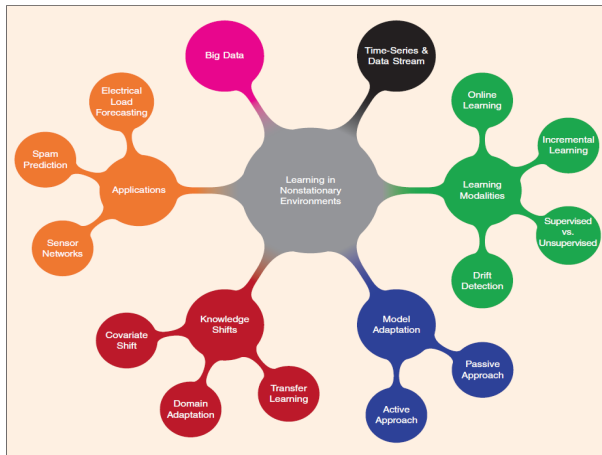 Big Data
Time-Series &
Data Stream
Electrical
Load
Forecasting
Online
Learning
Spam
Prediction
Incremental
Learning
Applications
Learning in
Nonstationary
Environments
Learning
Modalities
Sensor
Networks
Supervised
vs.
Unsupervised
Drift
Detection
Knowledge
Shifts
Model
Adaptation
Covariate
Shift
Passive
Approach
Transfer
Learning
Domain
Adaptation
Active
Approach